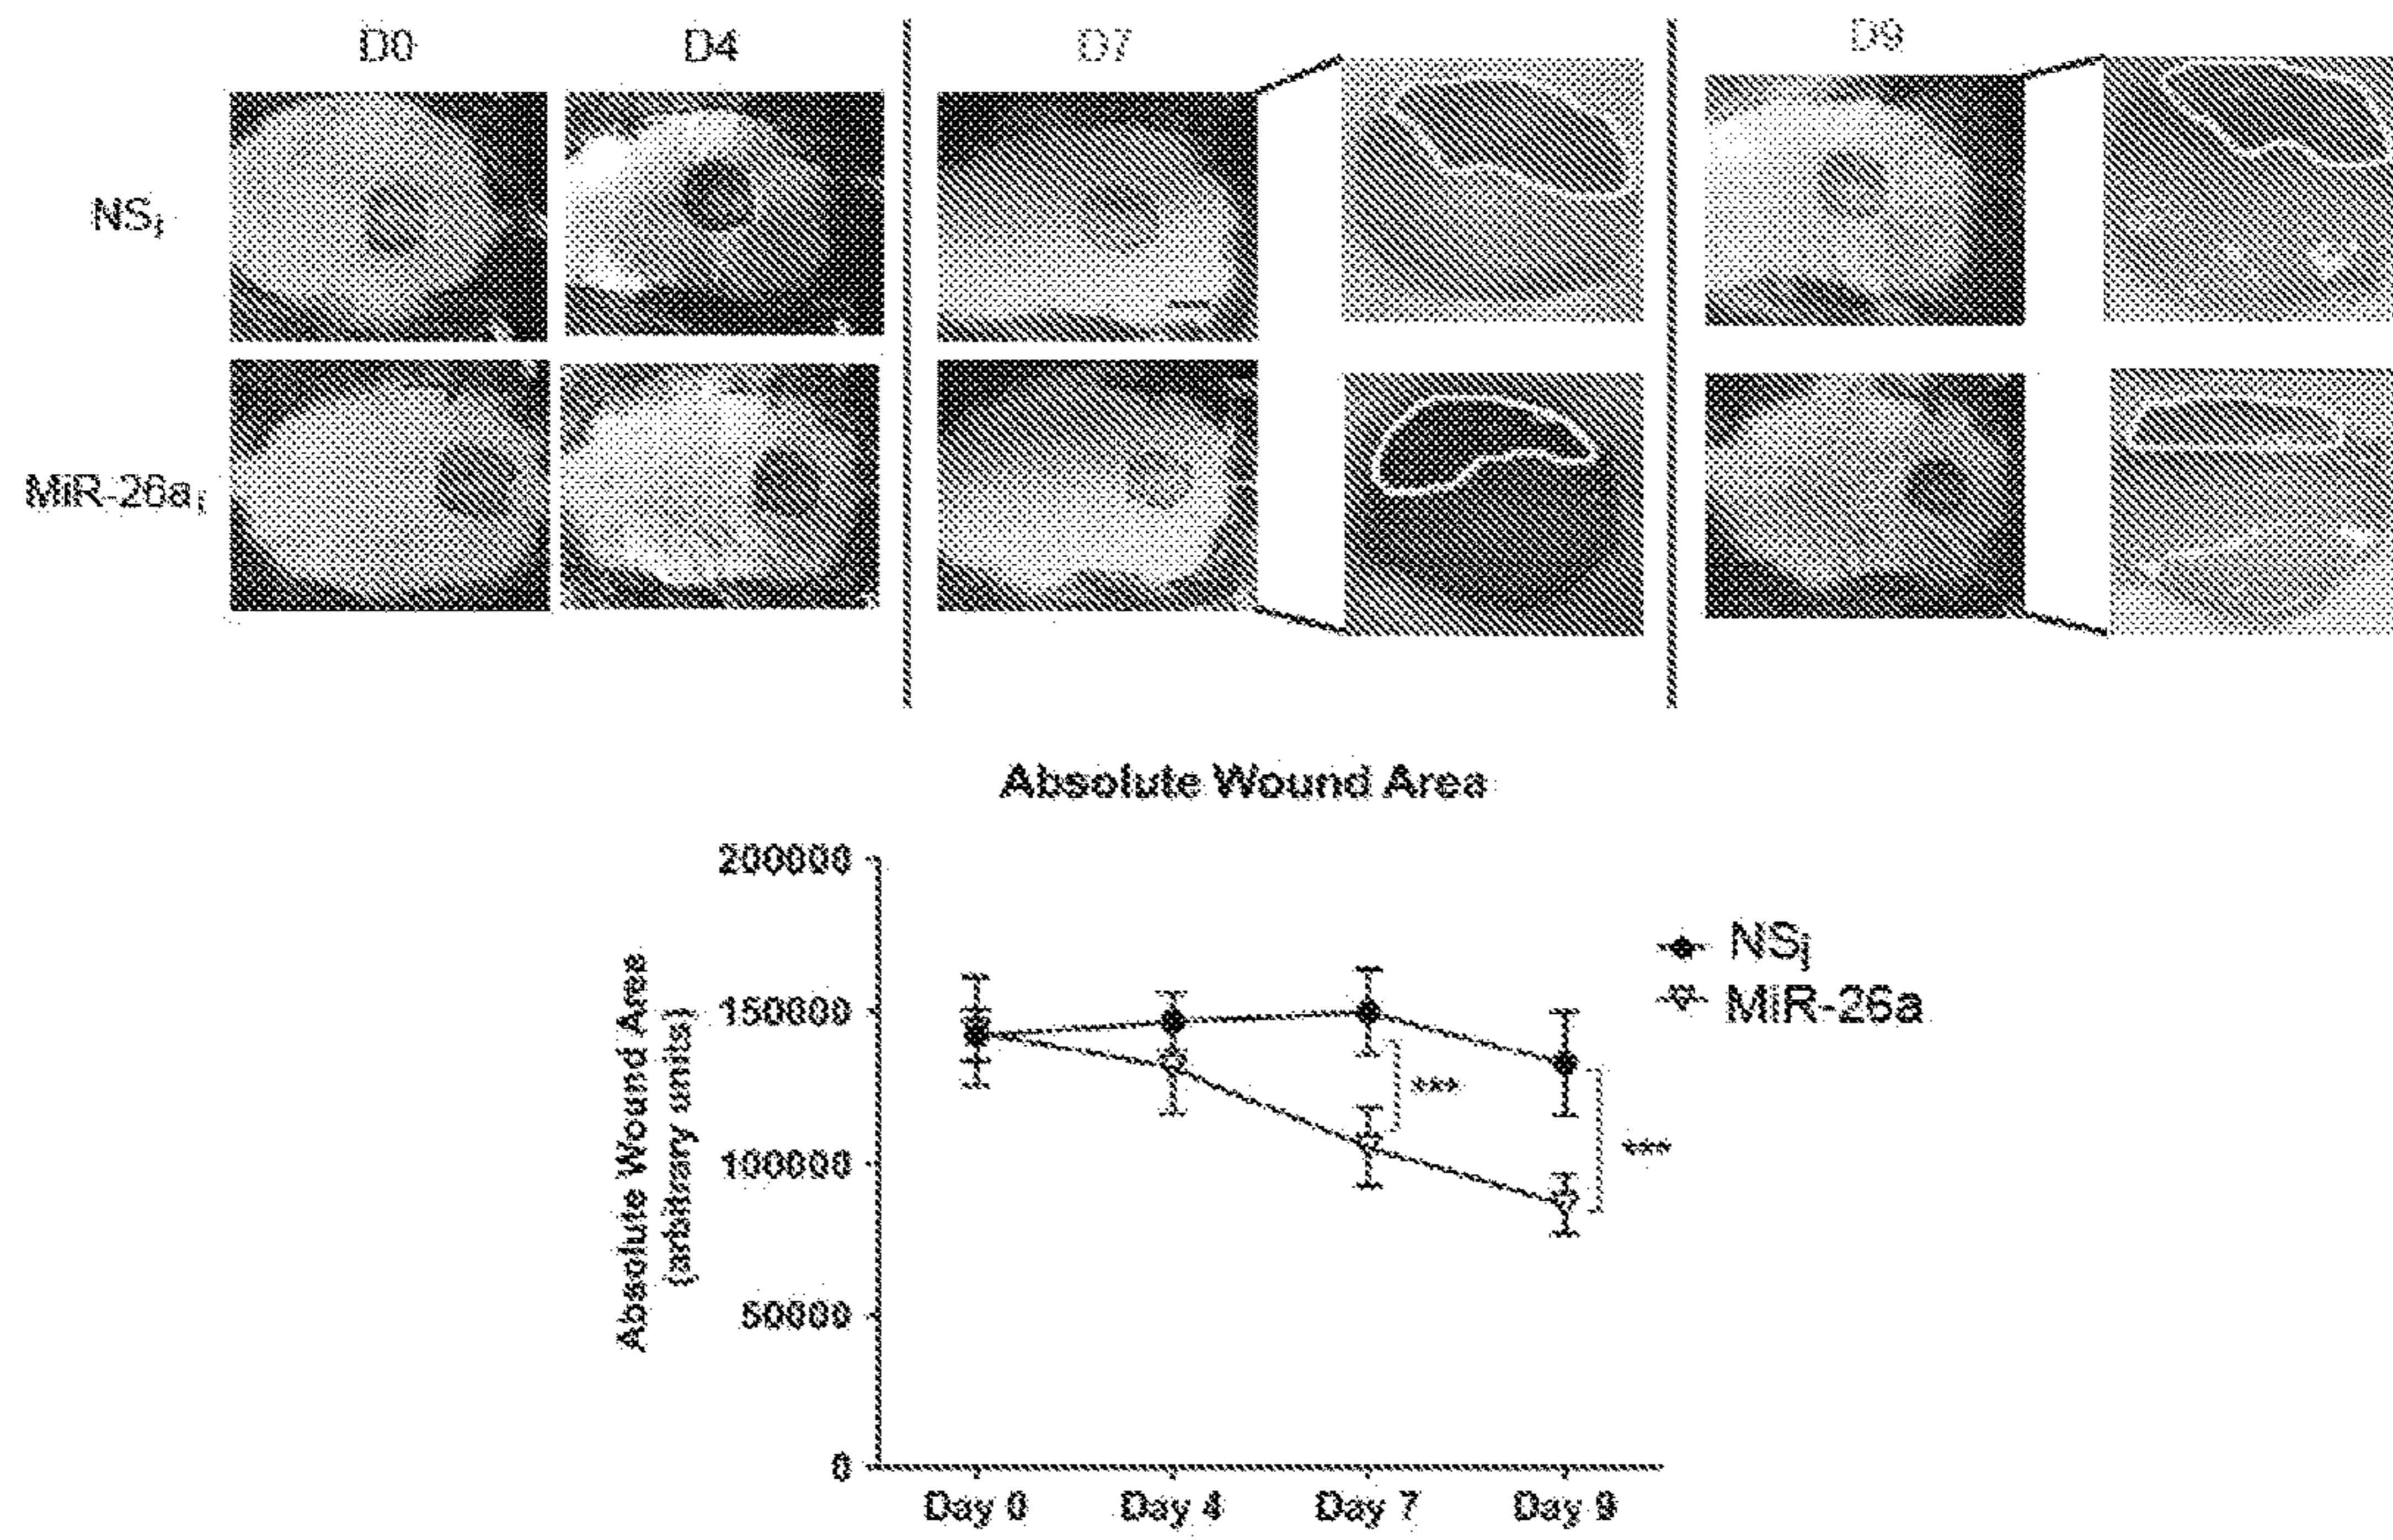 D0 D4 D7 D9
NSi
MiR-26ai
Absolute Wound Area
Absolute Wound Area
(arbitrary units)
200000
150000
100000
50000
0
***
***
NSi
MiR-26a
Day 0 Day 4 Day 7 Day 9